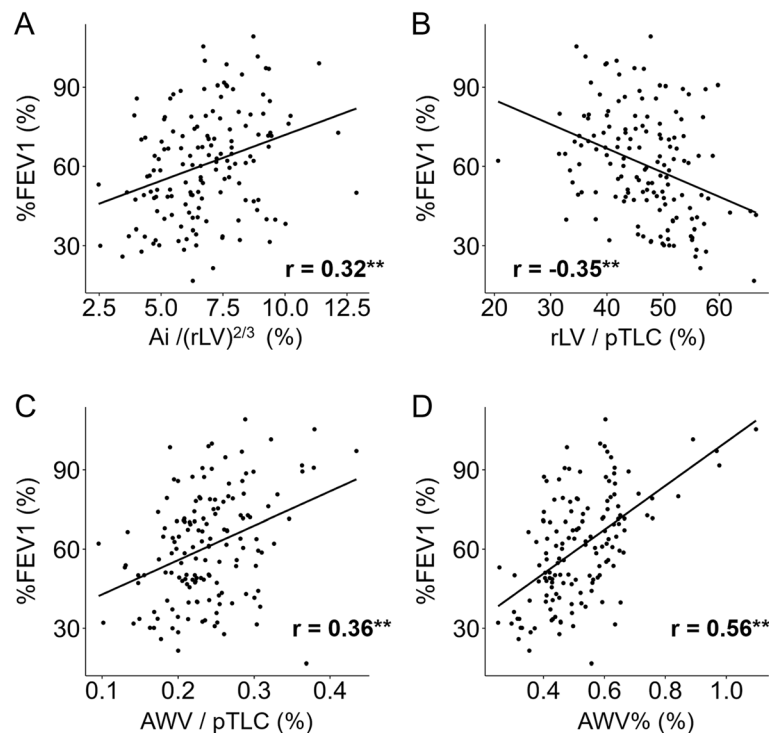 A
%FEV1 (%)
90
60
30
r = 0.32**
2.5 5.0 7.5 10.0 12.5
Ai /(rLV)2/3 (%)
B
%FEV1 (%)
90
60
30
r = -0.35**
20 30 40 50 60
rLV / pTLC (%)
C
%FEV1 (%)
90
60
30
r = 0.36**
0.1 0.2 0.3 0.4
AWV / pTLC (%)
D
%FEV1 (%)
90
60
30
r = 0.56**
0.4 0.6 0.8 1.0
AWV% (%)